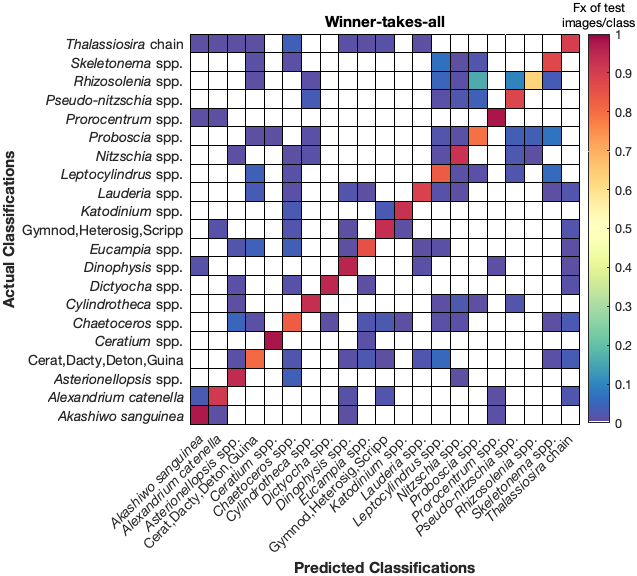 Winner-takes-all
Fx of test
images/class
Actual Classifications
Thalassiosira chain
Skeletonema spp.
Rhizosolenia spp.
Pseudo-nitzschia spp.
Prorocentrum spp.
Proboscia spp.
Nitzschia spp.
Leptocylindrus spp.
Lauderia spp.
Katodinium spp.
Gymnod,Heterosig,Scripp
Eucampia spp.
Dinophysis spp.
Dictyocha spp.
Cylindrotheca spp.
Chaetoceros spp.
Ceratium spp.
Cerat,Dacty,Deton,Guina
Asterionellopsis spp.
Alexandrium catenella
Akashiwo sanguinea
1
0.9
0.8
0.7
0.6
0.5
0.4
0.3
0.2
0.1
0
Akashiwo sanguinea
Alexandrium catenella
Asterionellopsis spp.
Cerat,Dacty,Deton,Guina
Ceratium spp.
Chaetoceros spp.
Cylindrotheca spp.
Dictyocha spp.
Dinophysis spp.
Eucampia spp.
Gymnod,Heterosig,Scripp
Katodinium spp.
Lauderia spp.
Leptocylindrus spp.
Nitzschia spp.
Proboscia spp.
Prorocentrum spp.
Pseudo-nitzschia spp.
Rhizosolenia spp.
Skeletonema spp.
Thalassiosira chain
Predicted Classifications